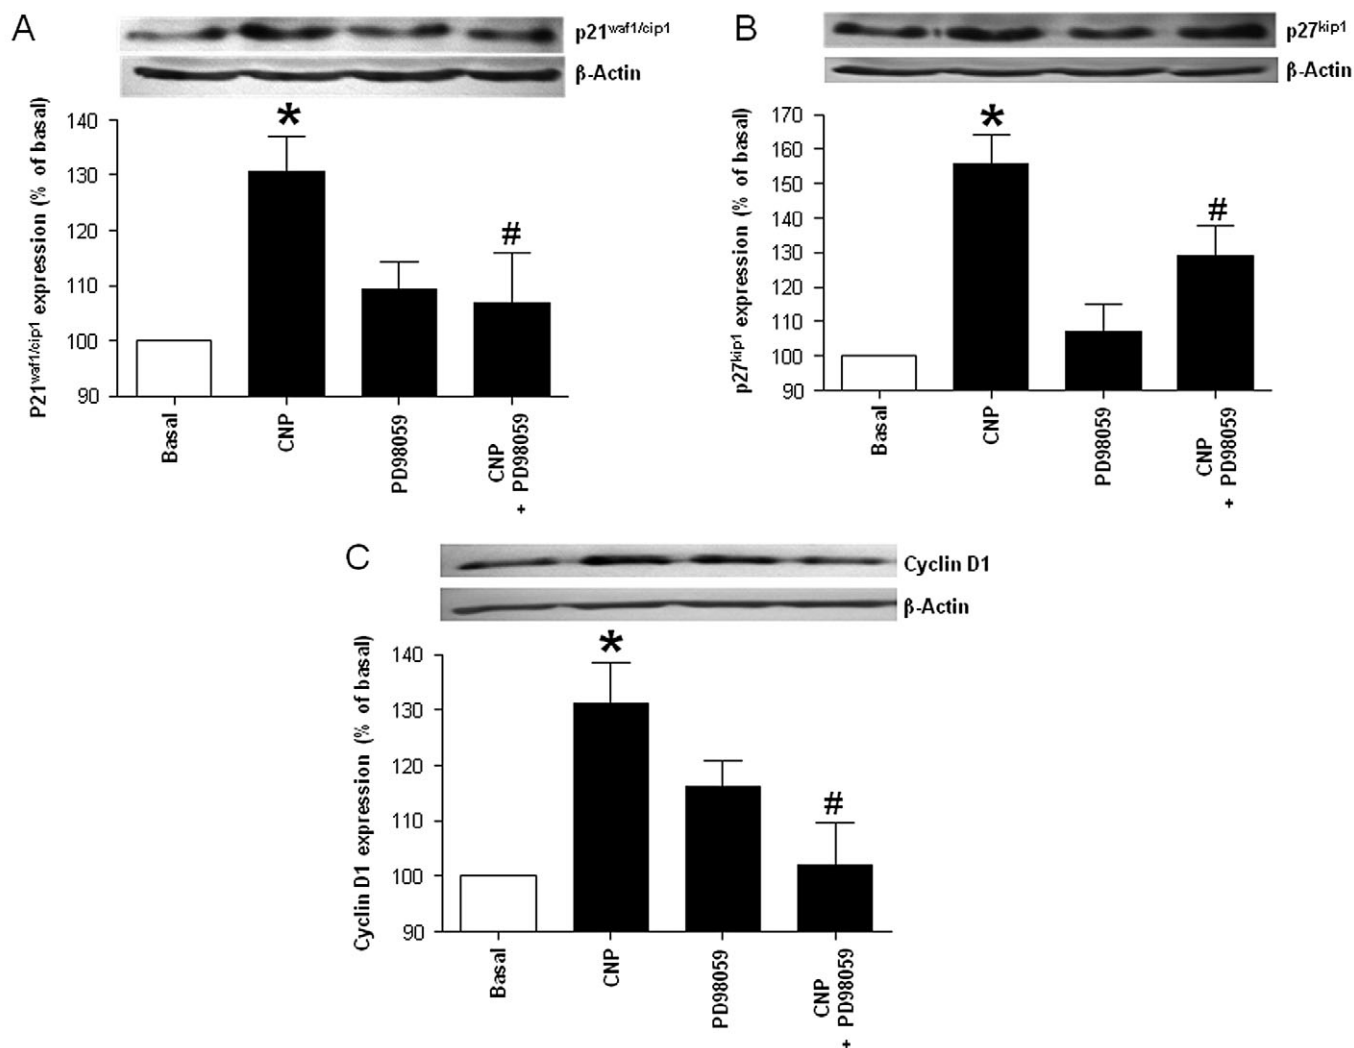 A
p21waf1/cip1
β-Actin
P21waf1/cip1 expression (% of basal)
140
130
120
110
100
90
*
#
Basal
CNP
PD98059
CNP
+ PD98059
B
p27kip1
β-Actin
p27kip1 expression (% of basal)
170
160
150
140
130
120
110
100
90
*
#
Basal
CNP
PD98059
CNP
+ PD98059
C
Cyclin D1
β-Actin
Cyclin D1 expression (% of basal)
140
130
120
110
100
90
*
#
Basal
CNP
PD98059
CNP
+ PD98059